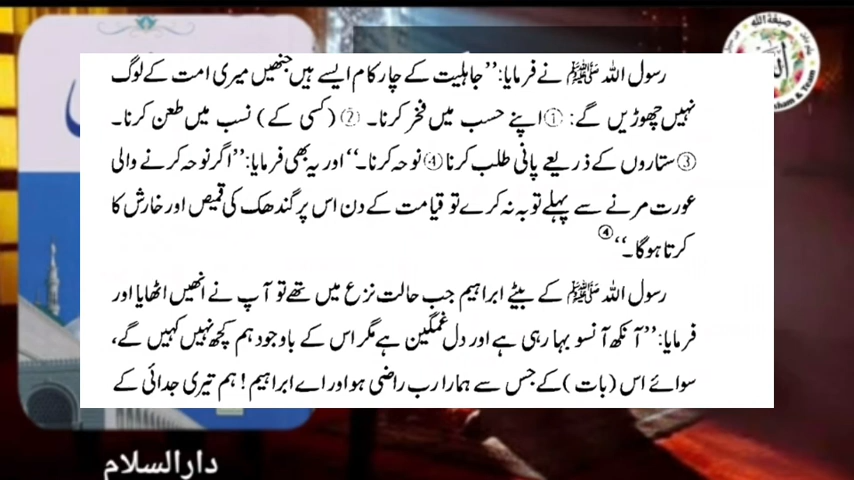 صبغة الله
رسول اللہ ﷺ نے فرمایا: ’’جاہلیت کے چار کام ایسے ہیں جنھیں میری امت کے لوگ
نہیں چھوڑیں گے: ① اپنے حسب میں فخر کرنا۔ ② (کسی کے) نسب میں طعن کرنا۔
③ ستاروں کے ذریعے پانی طلب کرنا ④ نوحہ کرنا۔‘‘ اور یہ بھی فرمایا: ’’اگر نوحہ کرنے والی
عورت مرنے سے پہلے توبہ نہ کرے تو قیامت کے دن اس پر گندھک کی قمیص اور خارش کا
کرتا ہوگا۔‘‘④
رسول اللہ ﷺ کے بیٹے ابراہیم جب حالت نزع میں تھے تو آپ نے انھیں اٹھایا اور
فرمایا: ’’آنکھ آنسو بہا رہی ہے اور دل غمگین ہے مگر اس کے باوجود ہم کچھ نہیں کہیں گے،
سوائے اس (بات) کے جس سے ہمارا رب راضی ہو اور اے ابراہیم! ہم تیری جدائی کے
دارالسلام